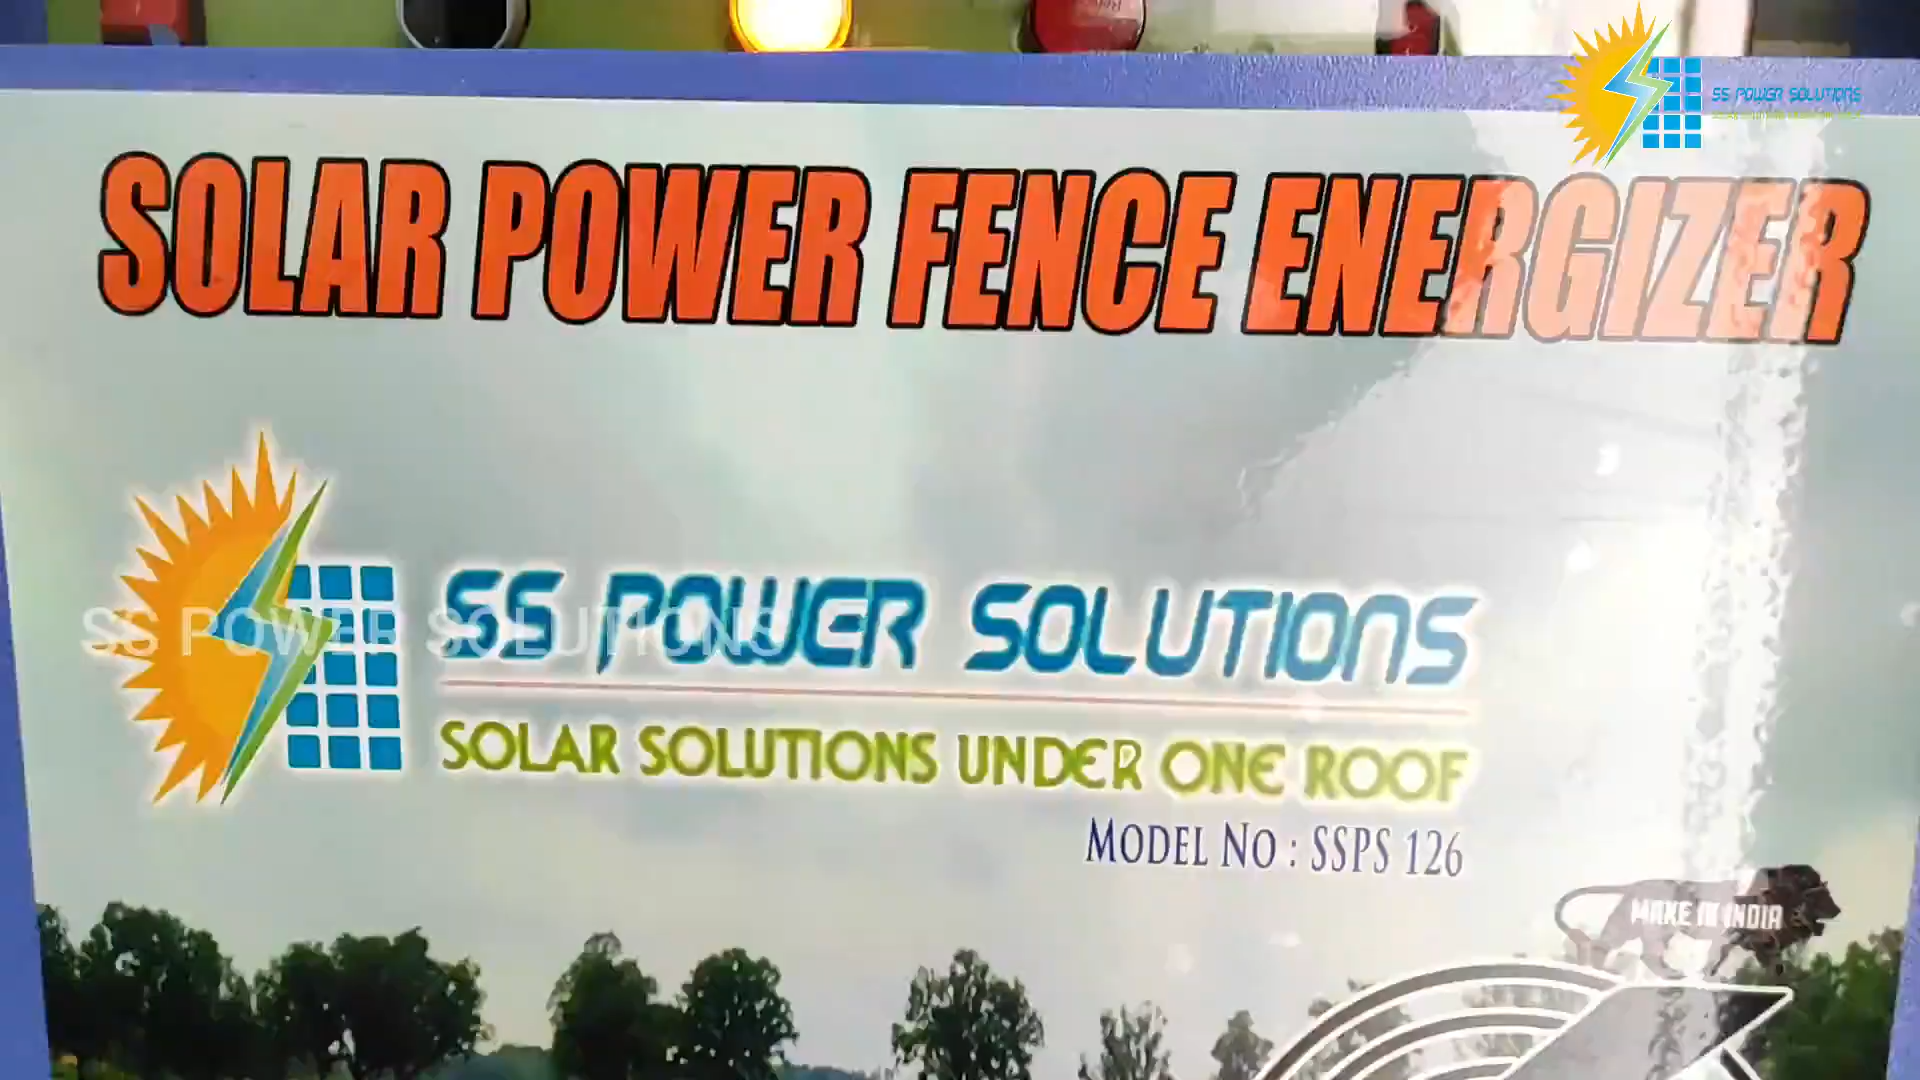 SS POWER SOLUTIONS
SOLAR POWER FENCE ENERGIZER
SS POWER SOLUTIONS
SS POWER SOLUTIONS
SOLAR SOLUTIONS UNDER ONE ROOF
MODEL NO : SSPS 126
MAKE IN INDIA